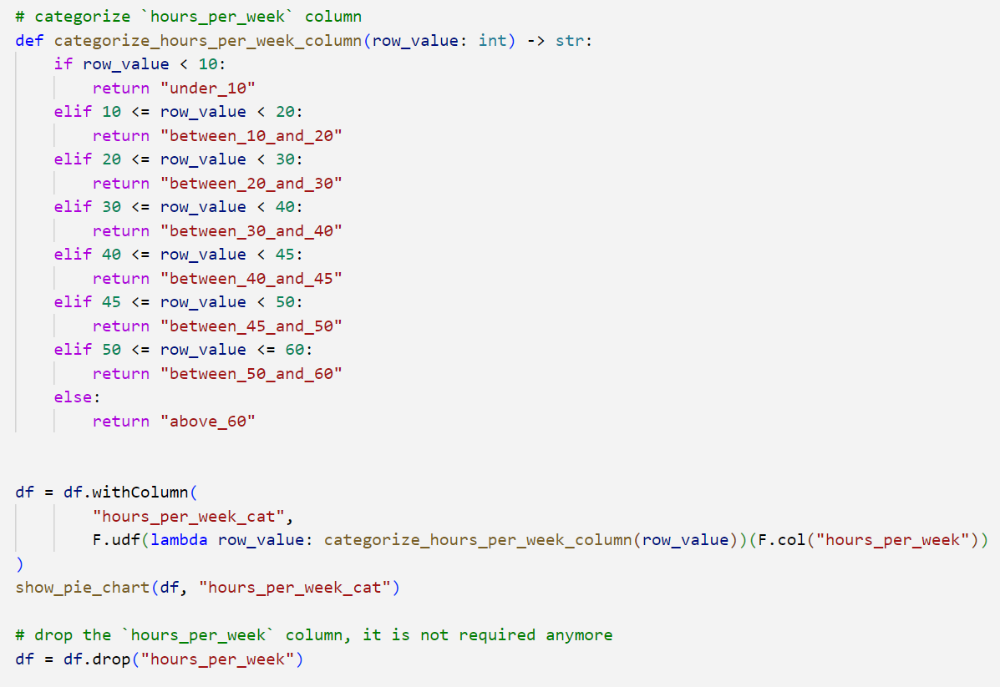 # categorize `hours_per_week` column
def categorize_hours_per_week_column(row_value: int) -> str:
    if row_value < 10:
        return "under_10"
    elif 10 <= row_value < 20:
        return "between_10_and_20"
    elif 20 <= row_value < 30:
        return "between_20_and_30"
    elif 30 <= row_value < 40:
        return "between_30_and_40"
    elif 40 <= row_value < 45:
        return "between_40_and_45"
    elif 45 <= row_value < 50:
        return "between_45_and_50"
    elif 50 <= row_value <= 60:
        return "between_50_and_60"
    else:
        return "above_60"


df = df.withColumn(
        "hours_per_week_cat",
        F.udf(lambda row_value: categorize_hours_per_week_column(row_value))(F.col("hours_per_week"))
)
show_pie_chart(df, "hours_per_week_cat")

# drop the `hours_per_week` column, it is not required anymore
df = df.drop("hours_per_week")